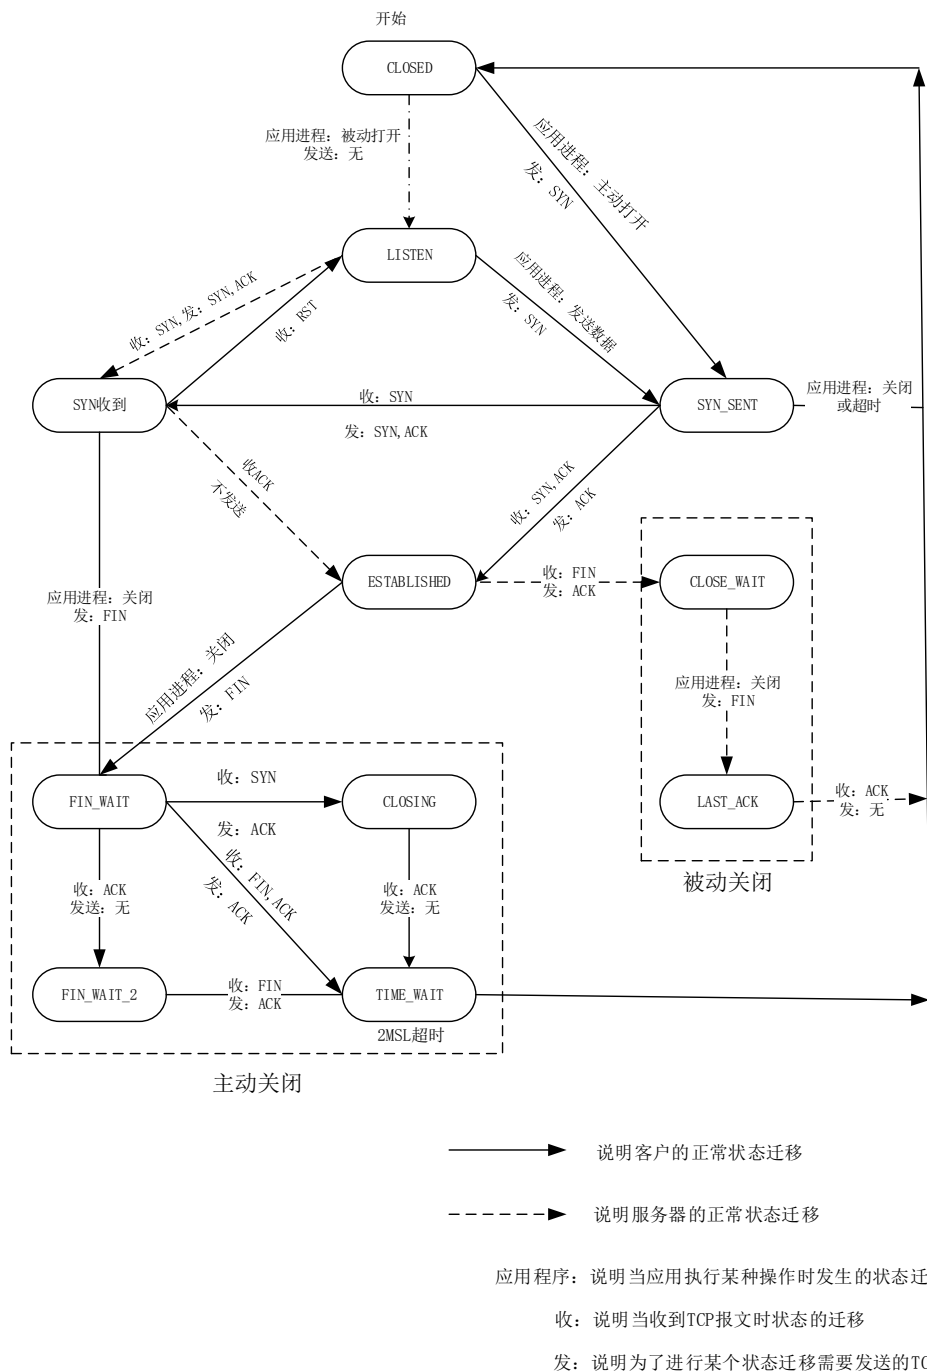 开始
CLOSED
应用进程：被动打开
发送：无
应用进程：主动打开
发：SYN
LISTEN
收：SYN,发：SYN,ACK
收：RST
应用进程：发送数据
发：SYN
SYN收到
收：SYN
发：SYN,ACK
SYN_SENT
应用进程：关闭
或超时
收ACK
不发送
收：SYN,ACK
发：ACK
ESTABLISHED
收：FIN
发：ACK
CLOSE_WAIT
应用进程：关闭
发：FIN
应用进程：关闭
发：FIN
应用进程：关闭
发：FIN
FIN_WAIT
收：SYN
发：ACK
CLOSING
LAST_ACK
收：ACK
发：无
被动关闭
收：ACK
发送：无
收：FIN,ACK
发：ACK
收：ACK
发送：无
FIN_WAIT_2
收：FIN
发：ACK
TIME_WAIT
2MSL超时
主动关闭
说明客户的正常状态迁移
说明服务器的正常状态迁移
应用程序：说明当应用执行某种操作时发生的状态迁
收：说明当收到TCP报文时状态的迁移
发：说明为了进行某个状态迁移需要发送的TC